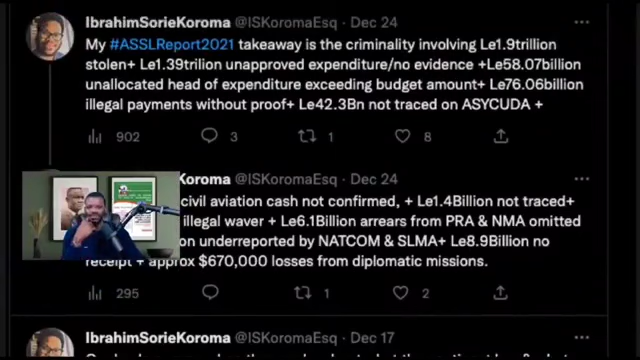 IbrahimSorieKoroma @ISKoromaEsq · Dec 24
My #ASSLReport2021 takeaway is the criminality involving Le1.9trillion
stolen+ Le1.39trilion unapproved expenditure/no evidence +Le58.07billion
unallocated head of expenditure exceeding budget amount+ Le76.06billion
illegal payments without proof+ Le42.3Bn not traced on ASYCUDA +
902 3 1 8
Koroma @ISKoromaEsq · Dec 24
civil aviation cash not confirmed, + Le1.4Billion not traced+
illegal waver + Le6.1Billion arrears from PRA & NMA omitted
on underreported by NATCOM & SLMA+ Le8.9Billion no
receipt + approx $670,000 losses from diplomatic missions.
295 1 2
IbrahimSorieKoroma @ISKoromaEsq · Dec 17